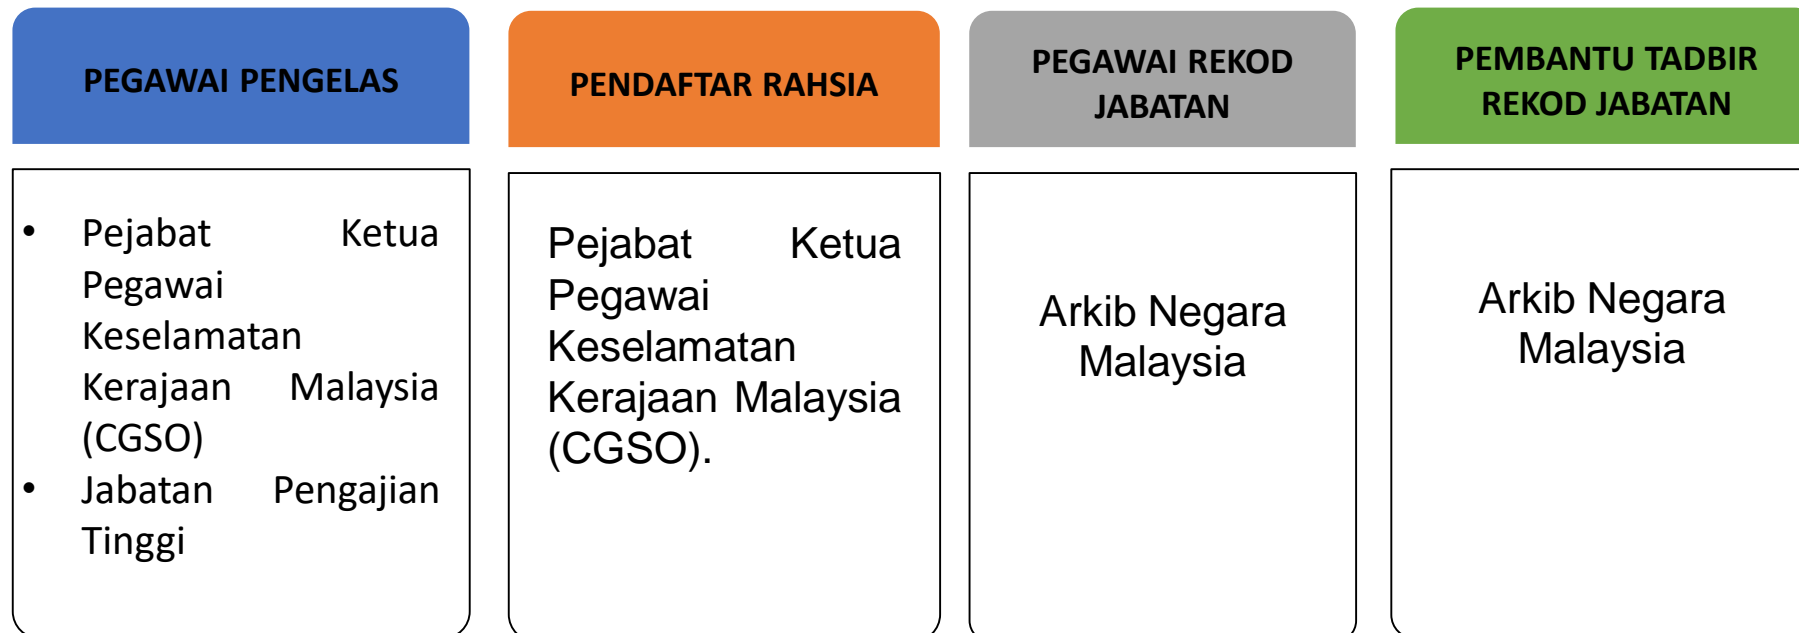 PEGAWAI PENGELAS
• Pejabat Ketua
Pegawai
Keselamatan
Kerajaan Malaysia
(CGSO)
• Jabatan Pengajian
Tinggi
PENDAFTAR RAHSIA
Pejabat Ketua
Pegawai
Keselamatan
Kerajaan Malaysia
(CGSO).
PEGAWAI REKOD
JABATAN
Arkib Negara
Malaysia
PEMBANTU TADBIR
REKOD JABATAN
Arkib Negara
Malaysia